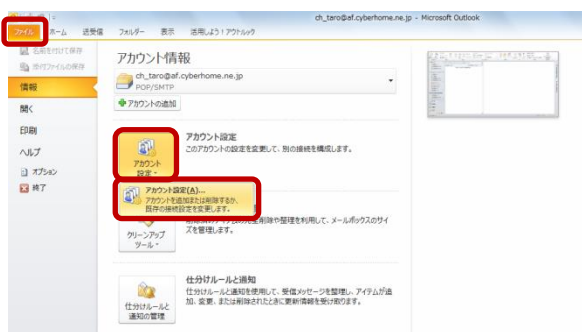 ch_taro@af.cyberhome.ne.jp - Microsoft Outlook
ファイル ホーム 送受信 フォルダー 表示 活用しよう!アウトルック
名前を付けて保存
添付ファイルの保存
情報
開く
印刷
ヘルプ
オプション
終了
アカウント情報
ch_taro@af.cyberhome.ne.jp
POP/SMTP
アカウントの追加
アカウント
設定
アカウント設定
このアカウントの設定を変更して、別の接続を構成します。
アカウント設定(A)...
アカウントを追加または削除するか、
既存の接続設定を変更します。
クリーンアップ
ツール
や整理を利用して、メールボックスのサイ
ズを管理します。
仕分けルールと
通知の管理
仕分けルールと通知
仕分けルールと通知を使用して、受信メッセージを整理し、アイテムが追
加、変更、または削除されたときに更新情報を受け取ります。